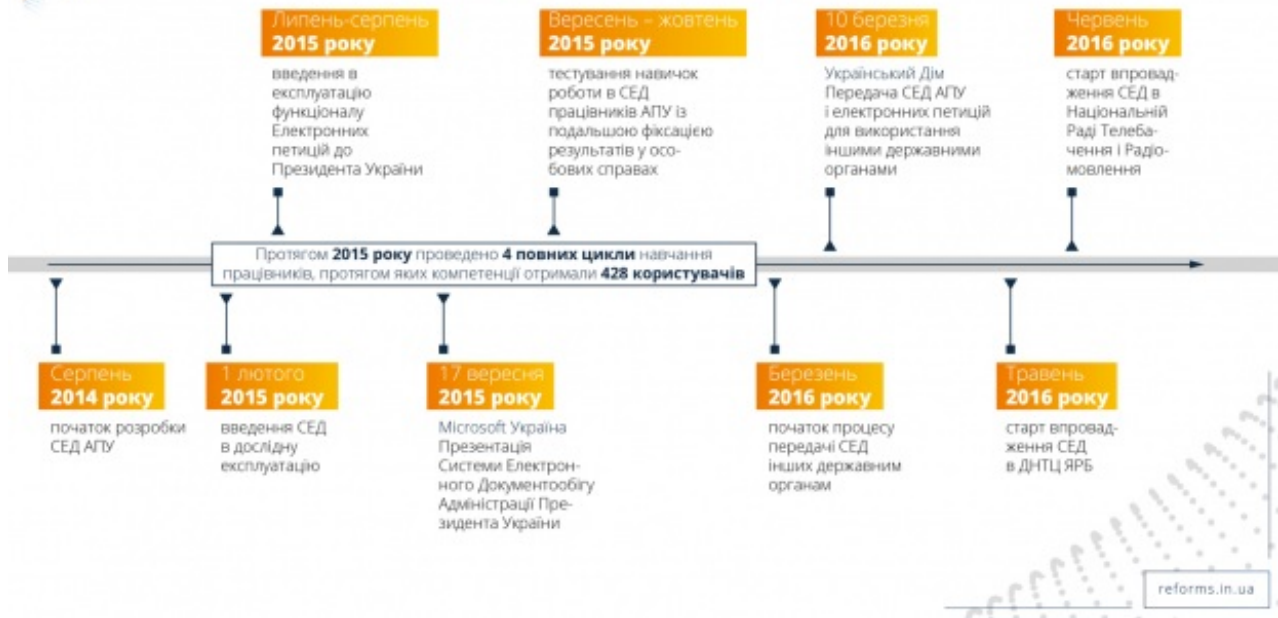 Липень-серпень
2015 року
введення в
експлуатацію
функціоналу
Електронних
петицій до
Президента України
Вересень – жовтень
2015 року
тестування навичок
роботи в СЕД
працівників АПУ із
подальшою фіксацією
результатів у осо-
бових справах
10 березня
2016 року
Український Дім
Передача СЕД АПУ
і електронних петицій
для використання
іншими державними
органами
Червень
2016 року
старт впровад-
ження СЕД в
Національній
Раді Телеба-
чення і Радіо-
мовлення
Протягом 2015 року проведено 4 повних цикли навчання
працівників, протягом яких компетенції отримали 428 користувачів
Серпень
2014 року
початок розробки
СЕД АПУ
1 лютого
2015 року
введення СЕД
в дослідну
експлуатацію
17 вересня
2015 року
Microsoft Україна
Презентація
Системи Електрон-
ного Документообігу
Адміністрації Пре-
зидента України
Березень
2016 року
початок процесу
передачі СЕД
інших державним
органам
Травень
2016 року
старт впровад-
ження СЕД
в ДНТЦ ЯРБ
reforms.in.ua